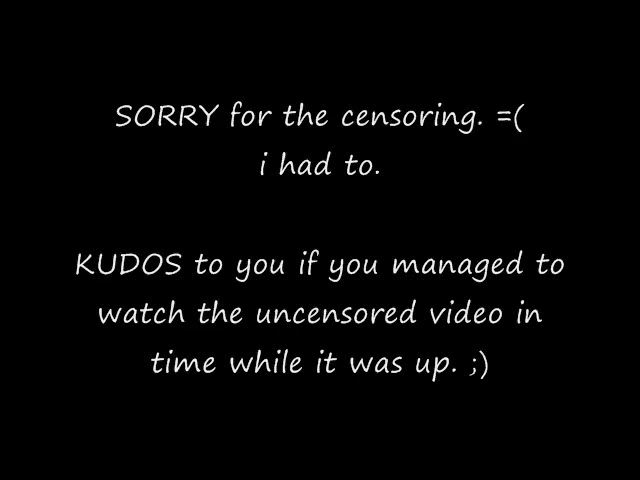 SORRY for the censoring. =(
i had to.
KUDOS to you if you managed to
watch the uncensored video in
time while it was up. ;)